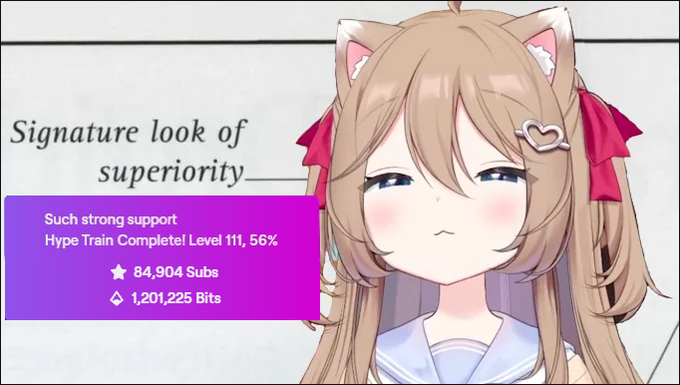 Signature look of
superiority
Such strong support
Hype Train Complete! Level 111, 56%
84,904 Subs
1,201,225 Bits